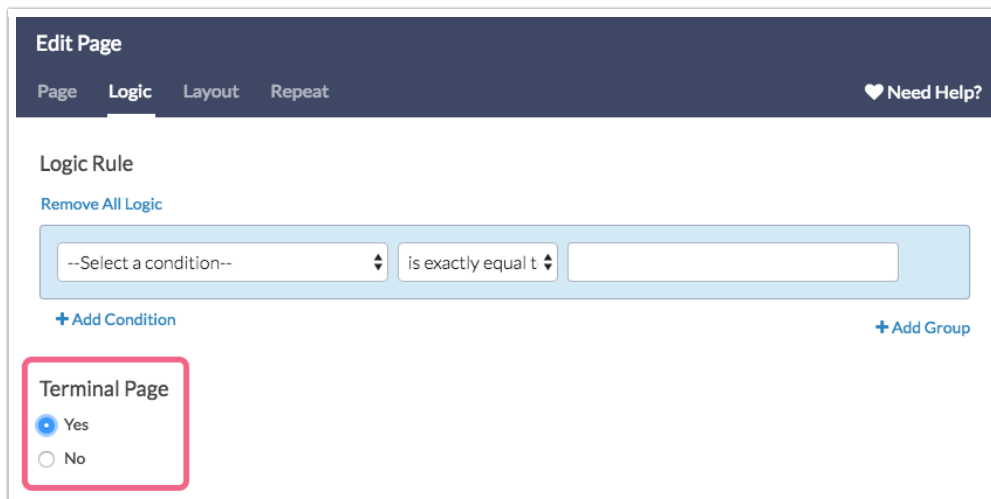 Edit Page
Page Logic Layout Repeat Need Help?
Logic Rule
Remove All Logic
--Select a condition-- is exactly equal t
+ Add Condition
+ Add Group
Terminal Page
Yes
No